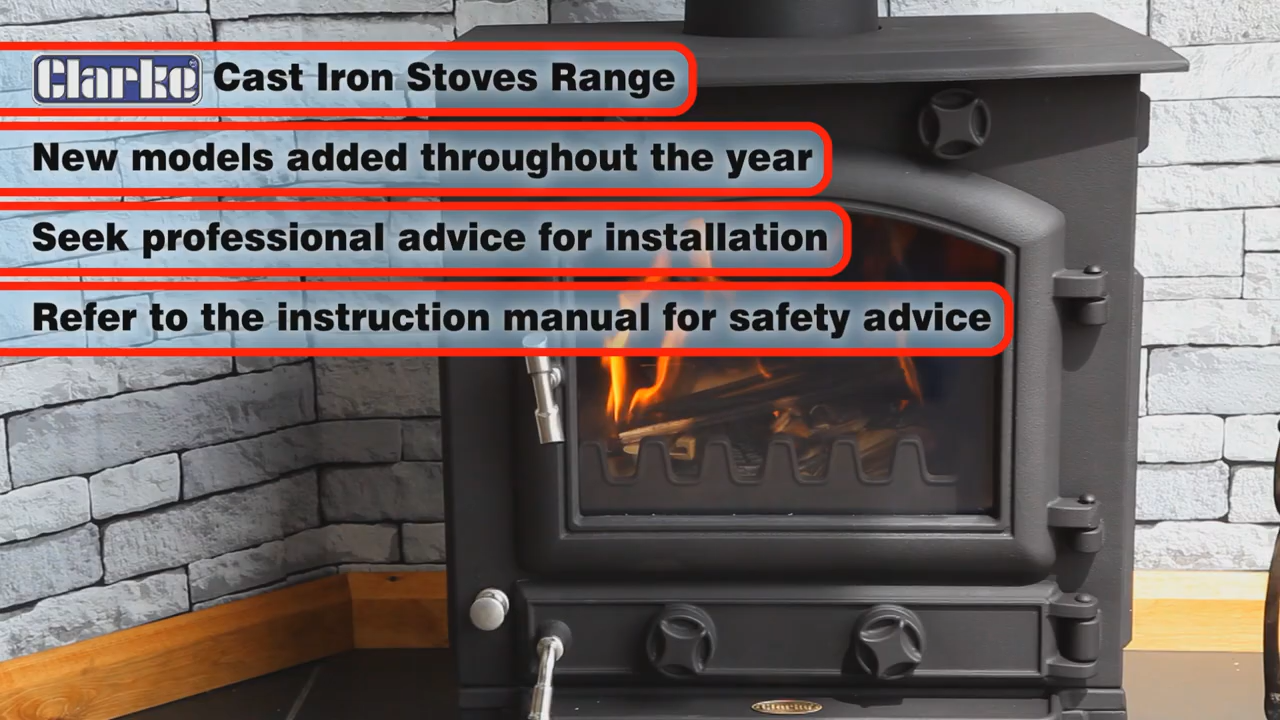 Clarke Cast Iron Stoves Range
New models added throughout the year
Seek professional advice for installation
Refer to the instruction manual for safety advice
Clarke